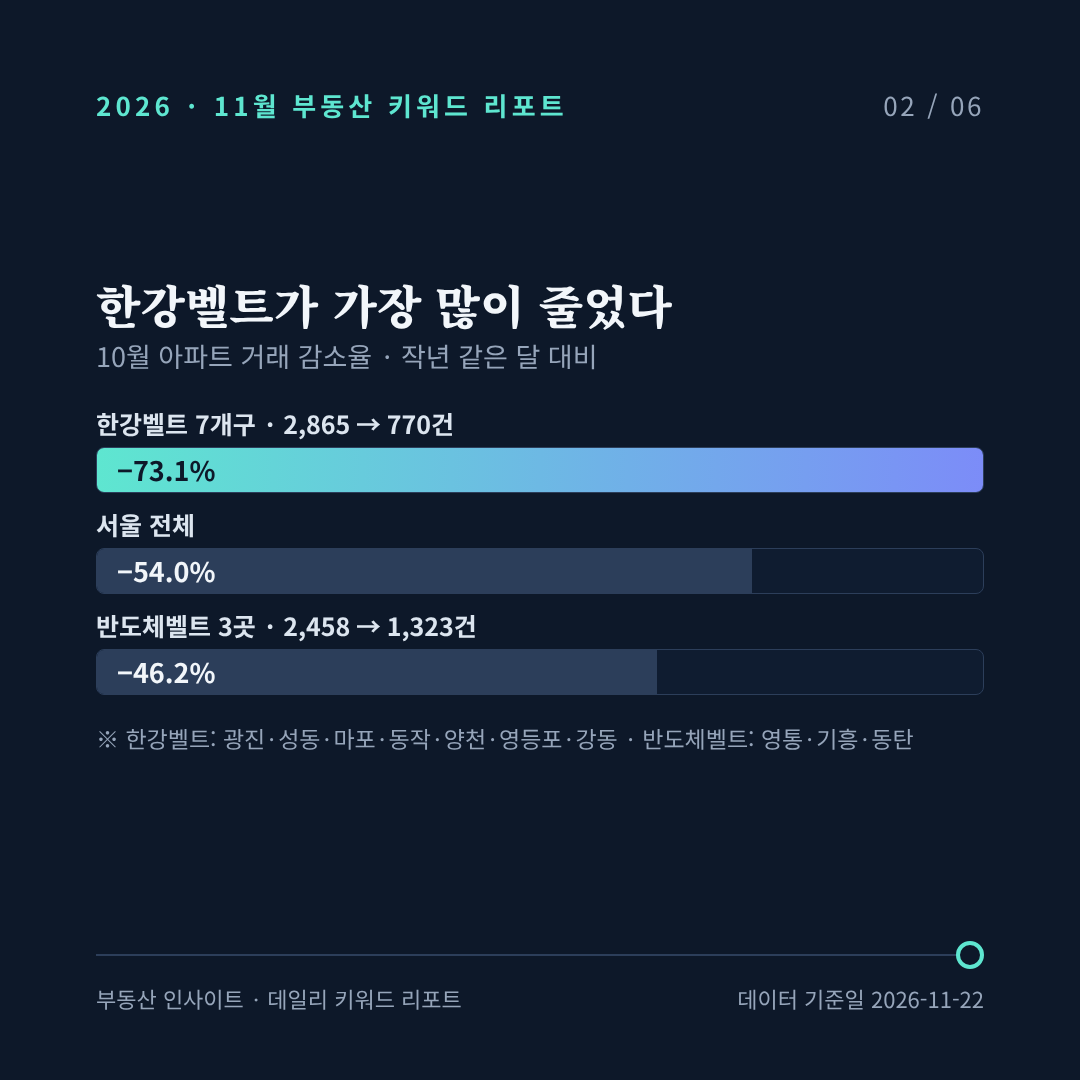 2026 · 11월 부동산 키워드 리포트
02 / 06
한강벨트가 가장 많이 줄었다
10월 아파트 거래 감소율 · 작년 같은 달 대비
한강벨트 7개구 · 2,865 → 770건
−73.1%
서울 전체
−54.0%
반도체벨트 3곳 · 2,458 → 1,323건
−46.2%
※ 한강벨트: 광진·성동·마포·동작·양천·영등포·강동 · 반도체벨트: 영통·기흥·동탄
부동산 인사이트 · 데일리 키워드 리포트
데이터 기준일 2026-11-22